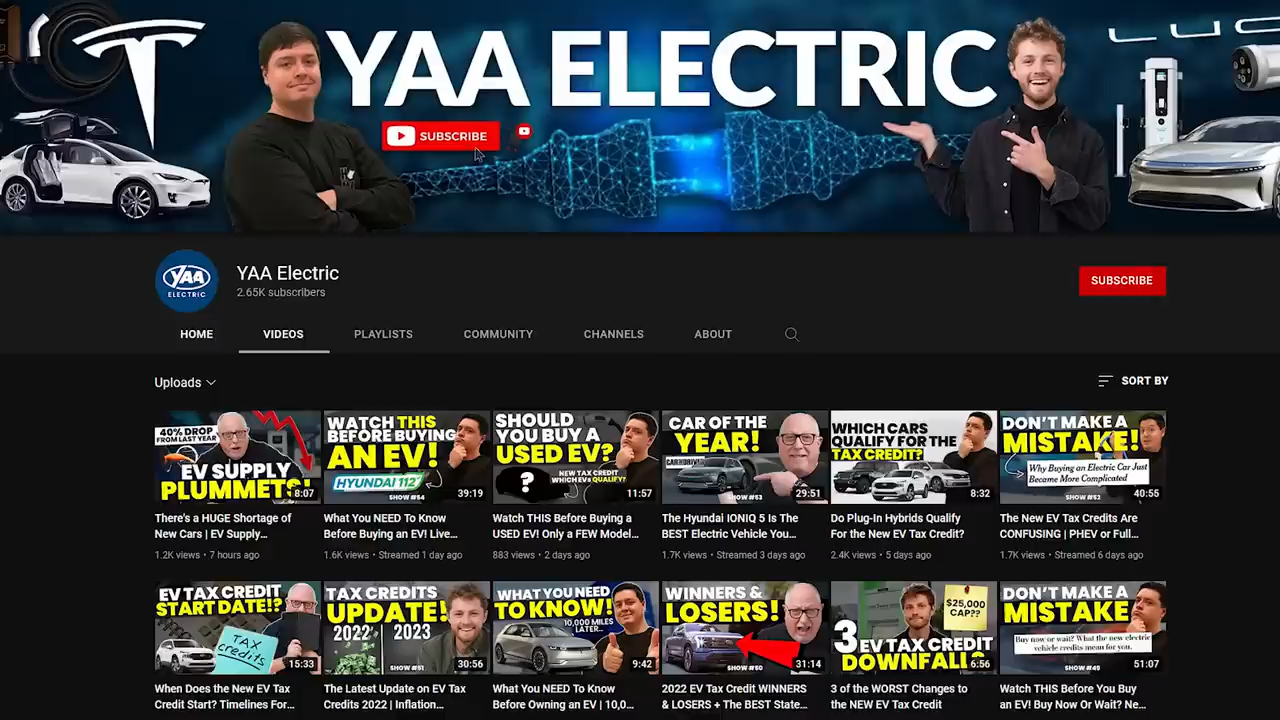 YAA ELECTRIC
LUC
SUBSCRIBE
YAA
ELECTRIC
YAA Electric
2.65K subscribers
SUBSCRIBE
HOME
VIDEOS
PLAYLISTS
COMMUNITY
CHANNELS
ABOUT
Uploads
SORT BY
40% DROP
FROM LAST YEAR
EV SUPPLY
PLUMMETS!
8:07
WATCH THIS
BEFORE BUYING
AN EV!
HYUNDAI 112
SHOW #54
39:19
SHOULD
YOU BUY A
USED EV?
?
NEW TAX CREDIT
WHICH EVs QUALIFY?
11:57
CAR OF THE
YEAR!
CAR AND DRIVER
SHOW #53
29:51
WHICH CARS
QUALIFY FOR THE
TAX CREDIT?
8:32
DON'T MAKE A
MISTAKE!
Why Buying an Electric Car Just
Became More Complicated
SHOW #52
40:55
There's a HUGE Shortage of
New Cars | EV Supply...
1.2K views • 7 hours ago
What You NEED To Know
Before Buying an EV! Live...
1.6K views • Streamed 1 day ago
Watch THIS Before Buying a
USED EV! Only a FEW Model...
883 views • 2 days ago
The Hyundai IONIQ 5 Is The
BEST Electric Vehicle You...
1.7K views • Streamed 3 days ago
Do Plug-In Hybrids Qualify
For the New EV Tax Credit?
2.4K views • 5 days ago
The New EV Tax Credits Are
CONFUSING | PHEV or Full...
1.7K views • Streamed 6 days ago
EV TAX CREDIT
START DATE!?
TAX
credits
15:33
TAX CREDITS
UPDATE!
2022 2023
SHOW #51
30:56
WHAT YOU NEED
TO KNOW!
10,000 MILES
LATER...
9:42
WINNERS &
LOSERS!
SHOW #50
31:14
$25,000
CAP??
3 EV TAX CREDIT
DOWNFALLS
6:56
DON'T MAKE A
MISTAKE
Buy now or wait? What the new electric
vehicle credits mean for you.
SHOW #49
51:07
When Does the New EV Tax
Credit Start? Timelines For...
The Latest Update on EV Tax
Credits 2022 | Inflation...
What You NEED To Know
Before Owning an EV | 10,0...
2022 EV Tax Credit WINNERS
& LOSERS + The BEST State...
3 of the WORST Changes to
the NEW EV Tax Credit
Watch THIS Before You Buy
an EV! Buy Now Or Wait? Ne...